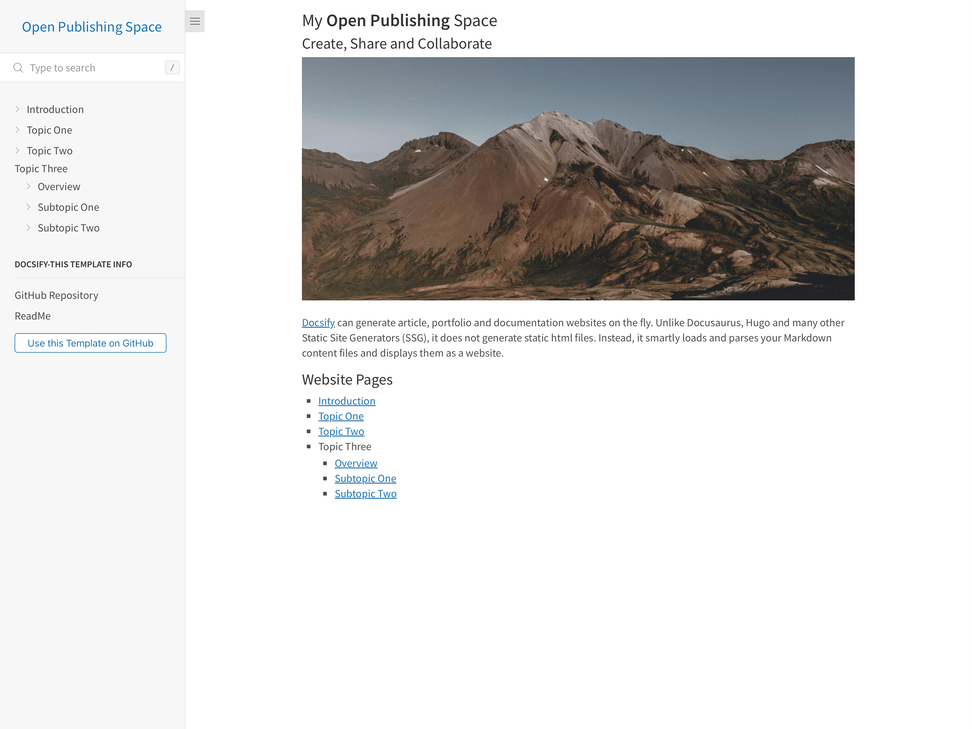 Open Publishing Space
Type to search
/
Introduction
Topic One
Topic Two
Topic Three
Overview
Subtopic One
Subtopic Two
DOCSIFY-THIS TEMPLATE INFO
GitHub Repository
ReadMe
Use this Template on GitHub
My Open Publishing Space
Create, Share and Collaborate
Docsify can generate article, portfolio and documentation websites on the fly. Unlike Docusaurus, Hugo and many other
Static Site Generators (SSG), it does not generate static html files. Instead, it smartly loads and parses your Markdown
content files and displays them as a website.
Website Pages
Introduction
Topic One
Topic Two
Topic Three
Overview
Subtopic One
Subtopic Two